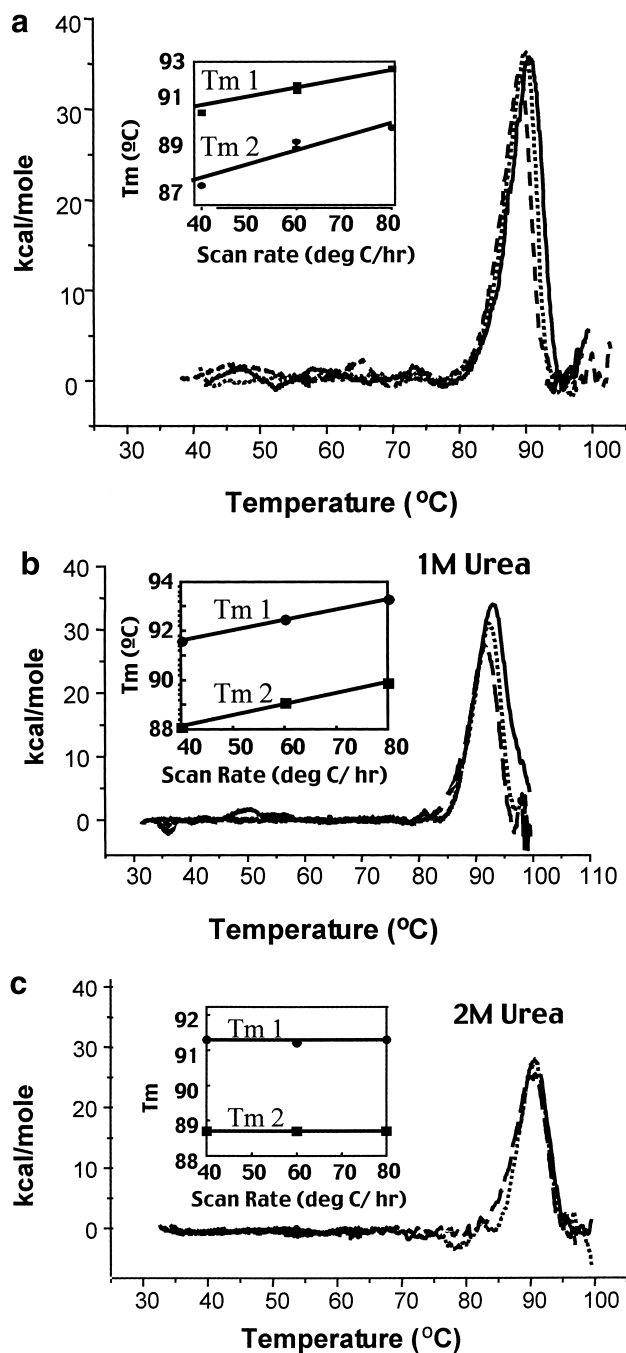 a
40
30
20
10
0
kcal/mole
93
91
89
87
Tm (ºC)
Tm 1
Tm 2
40 50 60 70 80
Scan rate (deg C/hr)
30 40 50 60 70 80 90 100
Temperature (°C)
b
1M Urea
40
30
20
10
0
kcal/mole
94
92
90
88
Tm (ºC)
Tm 1
Tm 2
40 50 60 70 80
Scan Rate (deg C/ hr)
30 40 50 60 70 80 90 100 110
Temperature (°C)
c
2M Urea
40
30
20
10
0
kcal/mole
92
91
90
89
88
Tm
Tm 1
Tm 2
40 50 60 70 80
Scan Rate (deg C/ hr)
30 40 50 60 70 80 90 100
Temperature (°C)